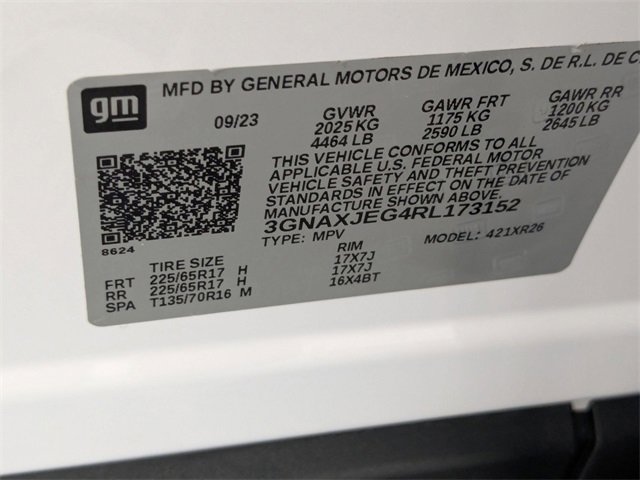 gm
MFD BY GENERAL MOTORS DE MEXICO, S. DE R.L. DE C
09/23 GVWR GAWR FRT GAWR RR
2025 KG 1175 KG 1200 KG
4464 LB 2590 LB 2645 LB
THIS VEHICLE CONFORMS TO ALL
APPLICABLE U.S. FEDERAL MOTOR
VEHICLE SAFETY AND THEFT PREVENTION
STANDARDS IN EFFECT ON THE DATE OF
MANUFACTURE SHOWN ABOVE.
3GNAXJEG4RL173152
8624
TYPE: MPV MODEL: 421XR26
TIRE SIZE RIM
FRT 225/65R17 H 17X7J
RR 225/65R17 H 17X7J
SPA T135/70R16 M 16X4BT